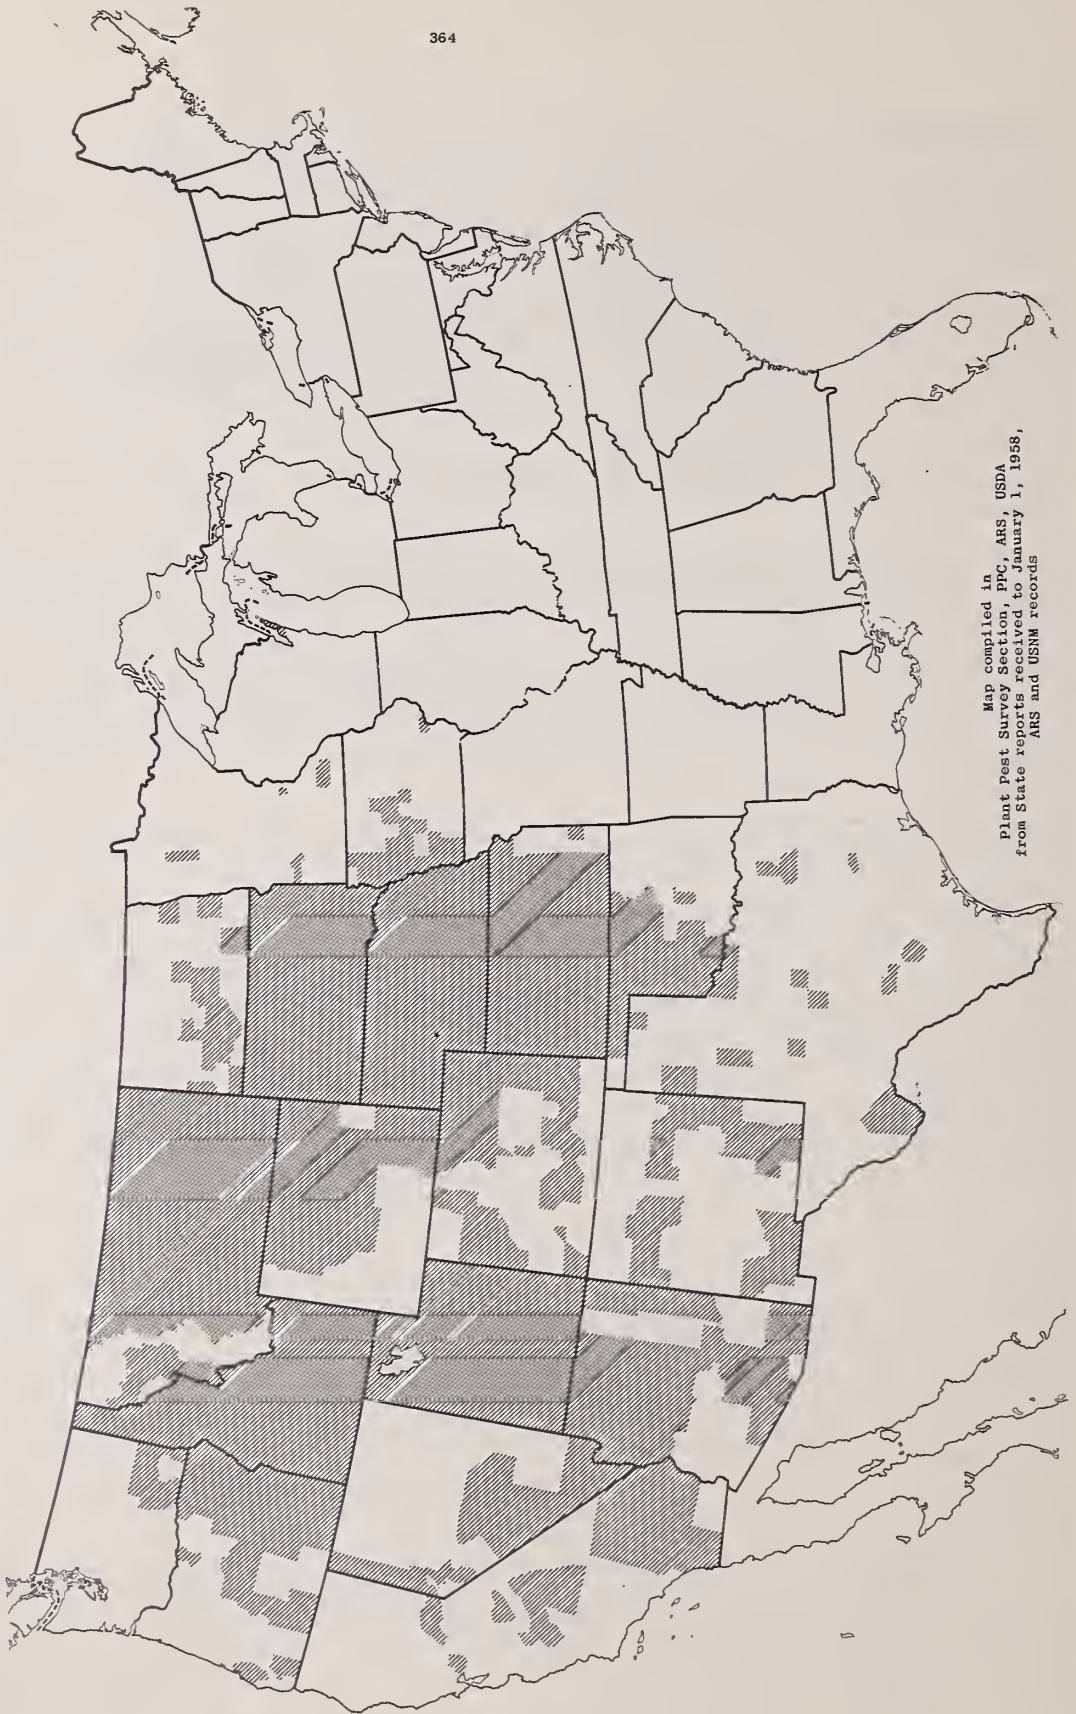 364
Map compiled in
Plant Pest Survey Section, PPC, ARS, USDA
from State reports received to January 1, 1958,
ARS and USNM records